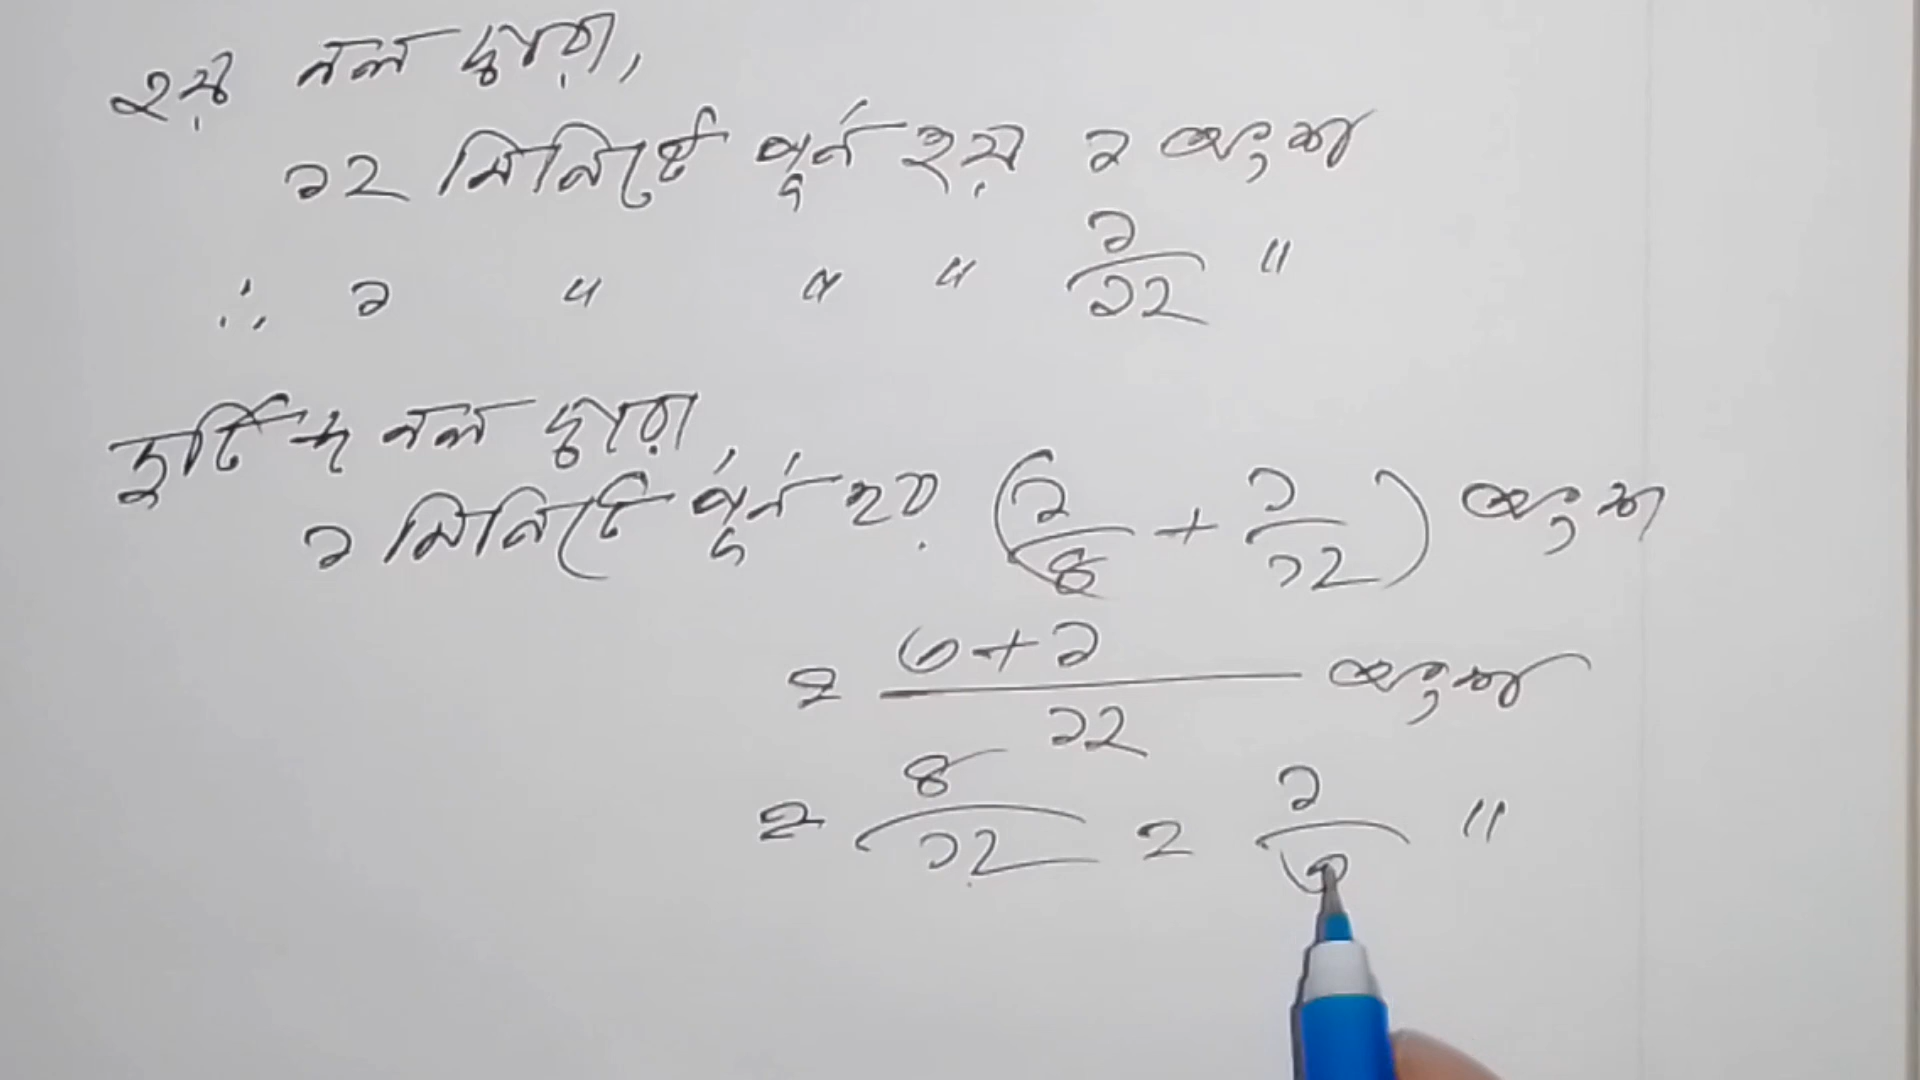 ২য় নল দ্বারা,
১২ মিনিটে পূর্ন হয় ১ অংশ
∴ ১ " " " ১/১২ "
দুটি নল দ্বারা,
১ মিনিটে পূর্ন হয় (১/৪ + ১/১২) অংশ
= ৩+১/১২ অংশ
= ৪/১২ = ১/৩ "